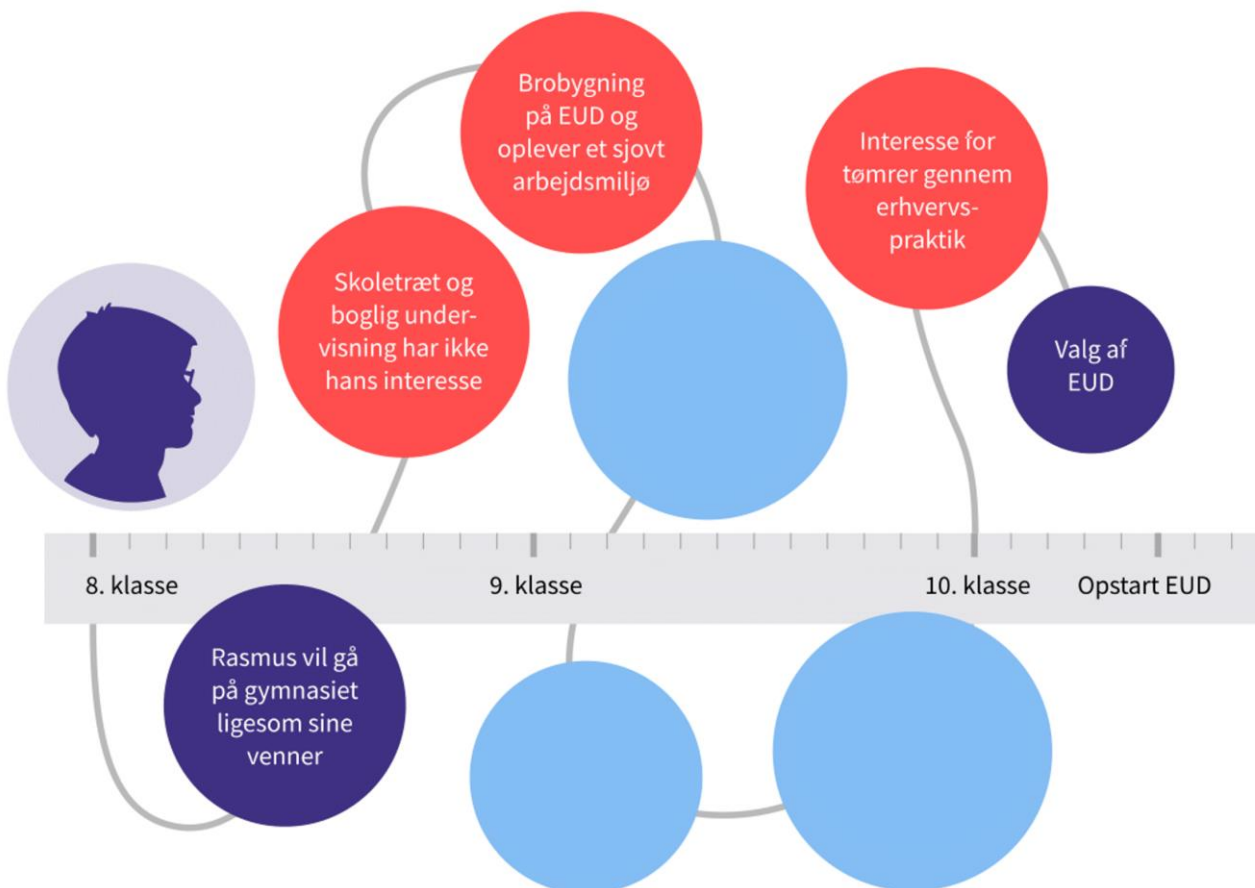 Brobygning
på EUD og
oplever et sjovt
arbejdsmiljø
Interesse for
tømrer gennem
erhvervs-
praktik
Skoletræt og
boglig under-
visning har ikke
hans interesse
Valg af
EUD
8. klasse
9. klasse
10. klasse
Opstart EUD
Rasmus vil gå
på gymnasiet
ligesom sine
venner